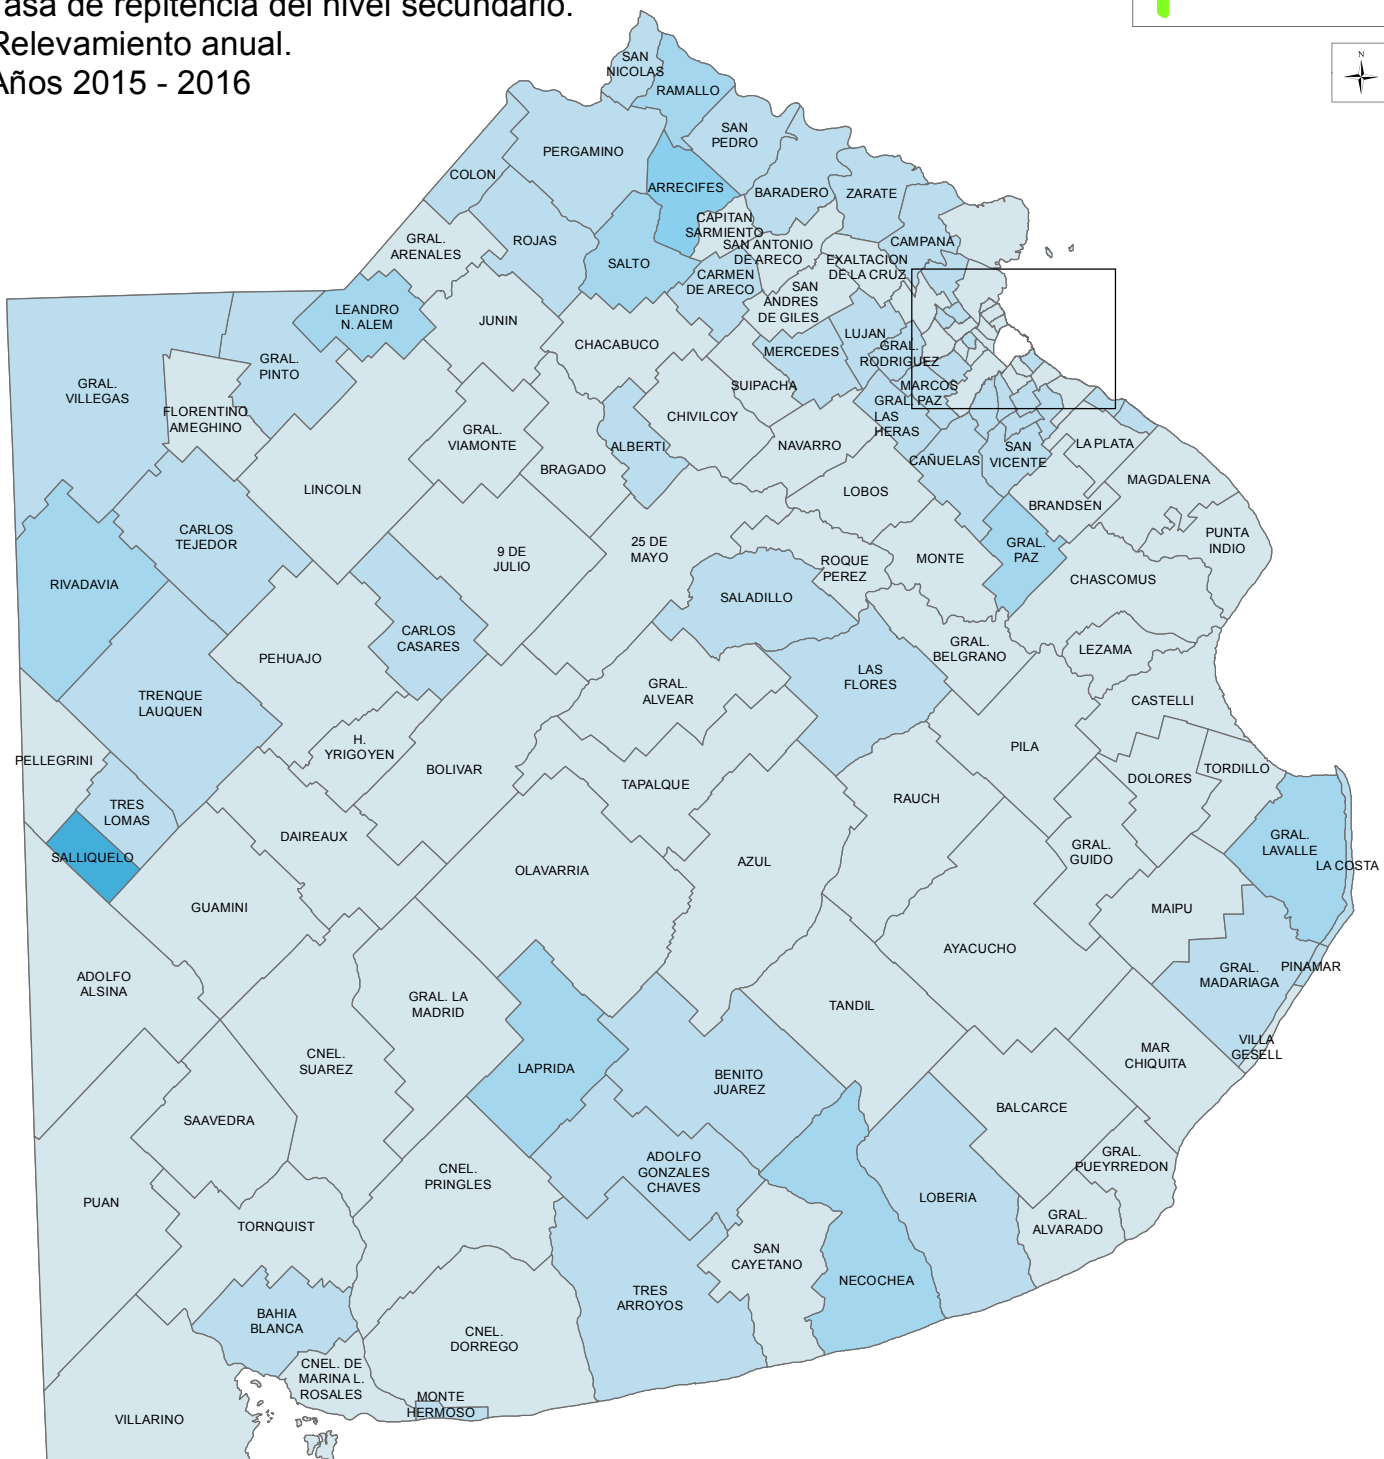 Tasa de repitencia del nivel secundario.
Relevamiento anual.
Años 2015 - 2016
N
SAN
NICOLAS
RAMALLO
SAN
PEDRO
PERGAMINO
COLON
ARRECIFES
BARADERO
ZARATE
CAPITAN
SARMIENTO
GRAL.
ARENALES
ROJAS
SALTO
SAN ANTONIO
DE ARECO
CAMPANA
EXALTACION
DE LA CRUZ
CARMEN
DE ARECO
SAN
ANDRES
DE GILES
LEANDRO
N. ALEM
JUNIN
CHACABUCO
MERCEDES
LUJAN
GRAL.
RODRIGUEZ
GRAL.
PINTO
GRAL.
VILLEGAS
FLORENTINO
AMEGHINO
SUIPACHA
MARCOS
PAZ
GRAL.
LAS
HERAS
CHIVILCOY
GRAL.
VIAMONTE
ALBERTI
NAVARRO
BRAGADO
CAÑUELAS
SAN
VICENTE
LA PLATA
LINCOLN
LOBOS
MAGDALENA
BRANDSEN
CARLOS
TEJEDOR
9 DE
JULIO
25 DE
MAYO
ROQUE
PEREZ
MONTE
GRAL.
PAZ
PUNTA
INDIO
RIVADAVIA
SALADILLO
CHASCOMUS
CARLOS
CASARES
PEHUAJO
GRAL.
BELGRANO
LEZAMA
LAS
FLORES
GRAL.
ALVEAR
TRENQUE
LAUQUEN
CASTELLI
H.
YRIGOYEN
PILA
PELLEGRINI
BOLIVAR
TAPALQUE
DOLORES
TORDILLO
RAUCH
TRES
LOMAS
DAIREAUX
GRAL.
GUIDO
GRAL.
LAVALLE
LA COSTA
SALLIQUELO
OLAVARRIA
AZUL
GUAMINI
MAIPU
AYACUCHO
ADOLFO
ALSINA
GRAL.
MADARIAGA
PINAMAR
GRAL. LA
MADRID
TANDIL
VILLA
GESELL
CNEL.
SUAREZ
LAPRIDA
BENITO
JUAREZ
MAR
CHIQUITA
SAAVEDRA
BALCARCE
ADOLFO
GONZALES
CHAVES
CNEL.
PRINGLES
GRAL.
PUEYRREDON
PUAN
LOBERIA
TORNQUIST
GRAL.
ALVARADO
SAN
CAYETANO
NECOCHEA
TRES
ARROYOS
BAHIA
BLANCA
CNEL.
DORREGO
CNEL. DE
MARINA L.
ROSALES
MONTE
HERMOSO
VILLARINO